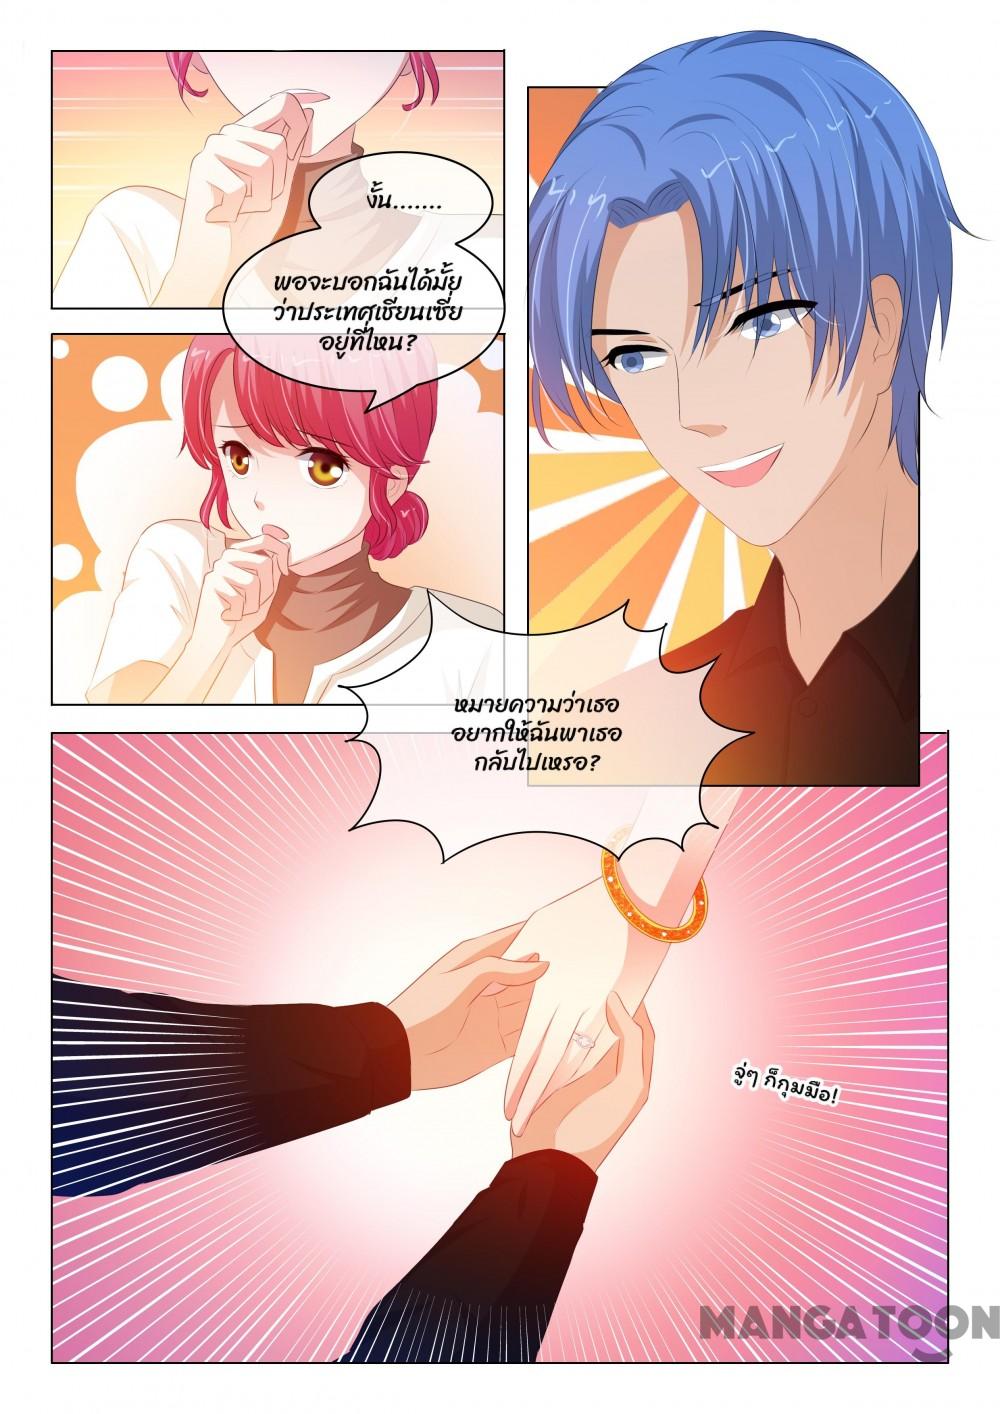 งั้น.......
พอจะบอกฉันได้มั้ย
ว่าประเทศเชียนเซี่ย
อยู่ที่ไหน?
หมายความว่าเธอ
อยากให้ฉันพาเธอ
กลับไปเหรอ?
จู่ๆ ก็กุมมือ!
MANGATOON